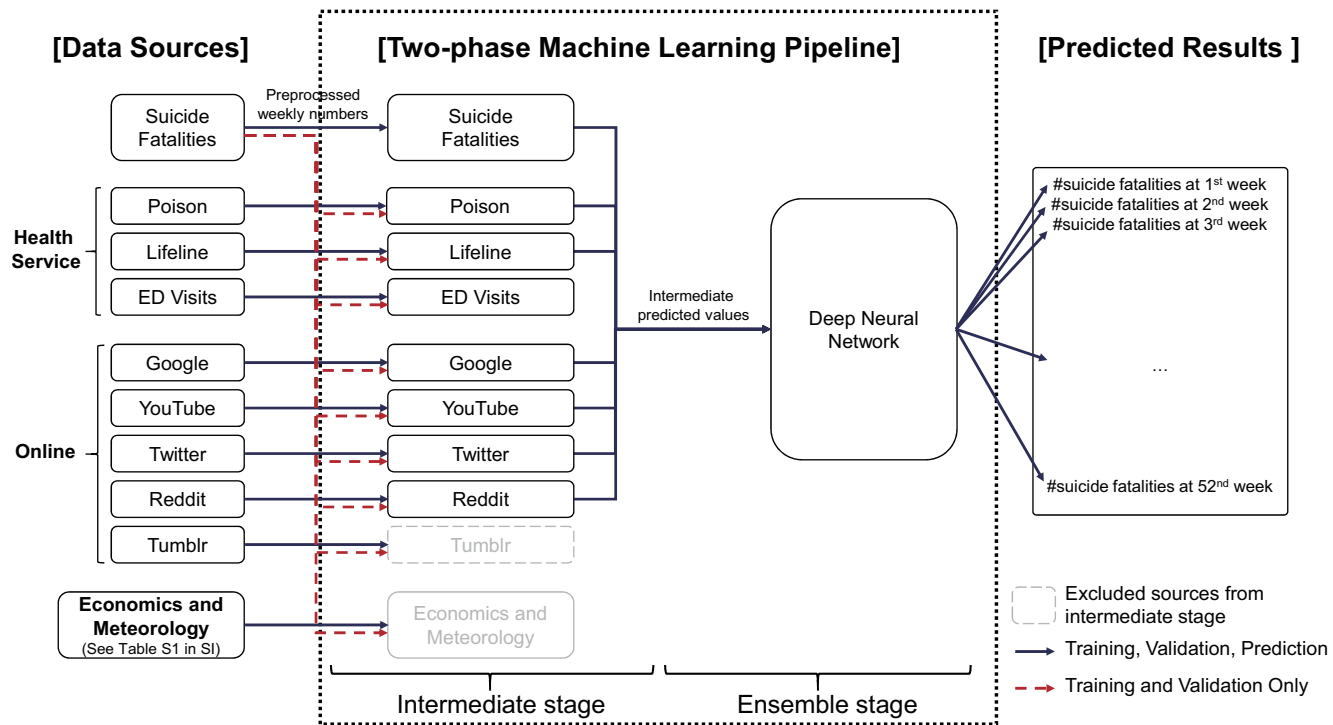 [Data Sources]
[Two-phase Machine Learning Pipeline]
[Predicted Results ]
Preprocessed
weekly numbers
Suicide
Fatalities
Suicide
Fatalities
Health
Service
Poison
Poison
Lifeline
Lifeline
ED Visits
ED Visits
Online
Google
Google
YouTube
YouTube
Twitter
Twitter
Reddit
Reddit
Tumblr
Tumblr
Economics and
Meteorology
(See Table S1 in SI)
Economics and
Meteorology
Intermediate
predicted values
Deep Neural
Network
#suicide fatalities at 1st week
#suicide fatalities at 2nd week
#suicide fatalities at 3rd week
...
#suicide fatalities at 52nd week
Excluded sources from
intermediate stage
Training, Validation, Prediction
Training and Validation Only
Intermediate stage
Ensemble stage